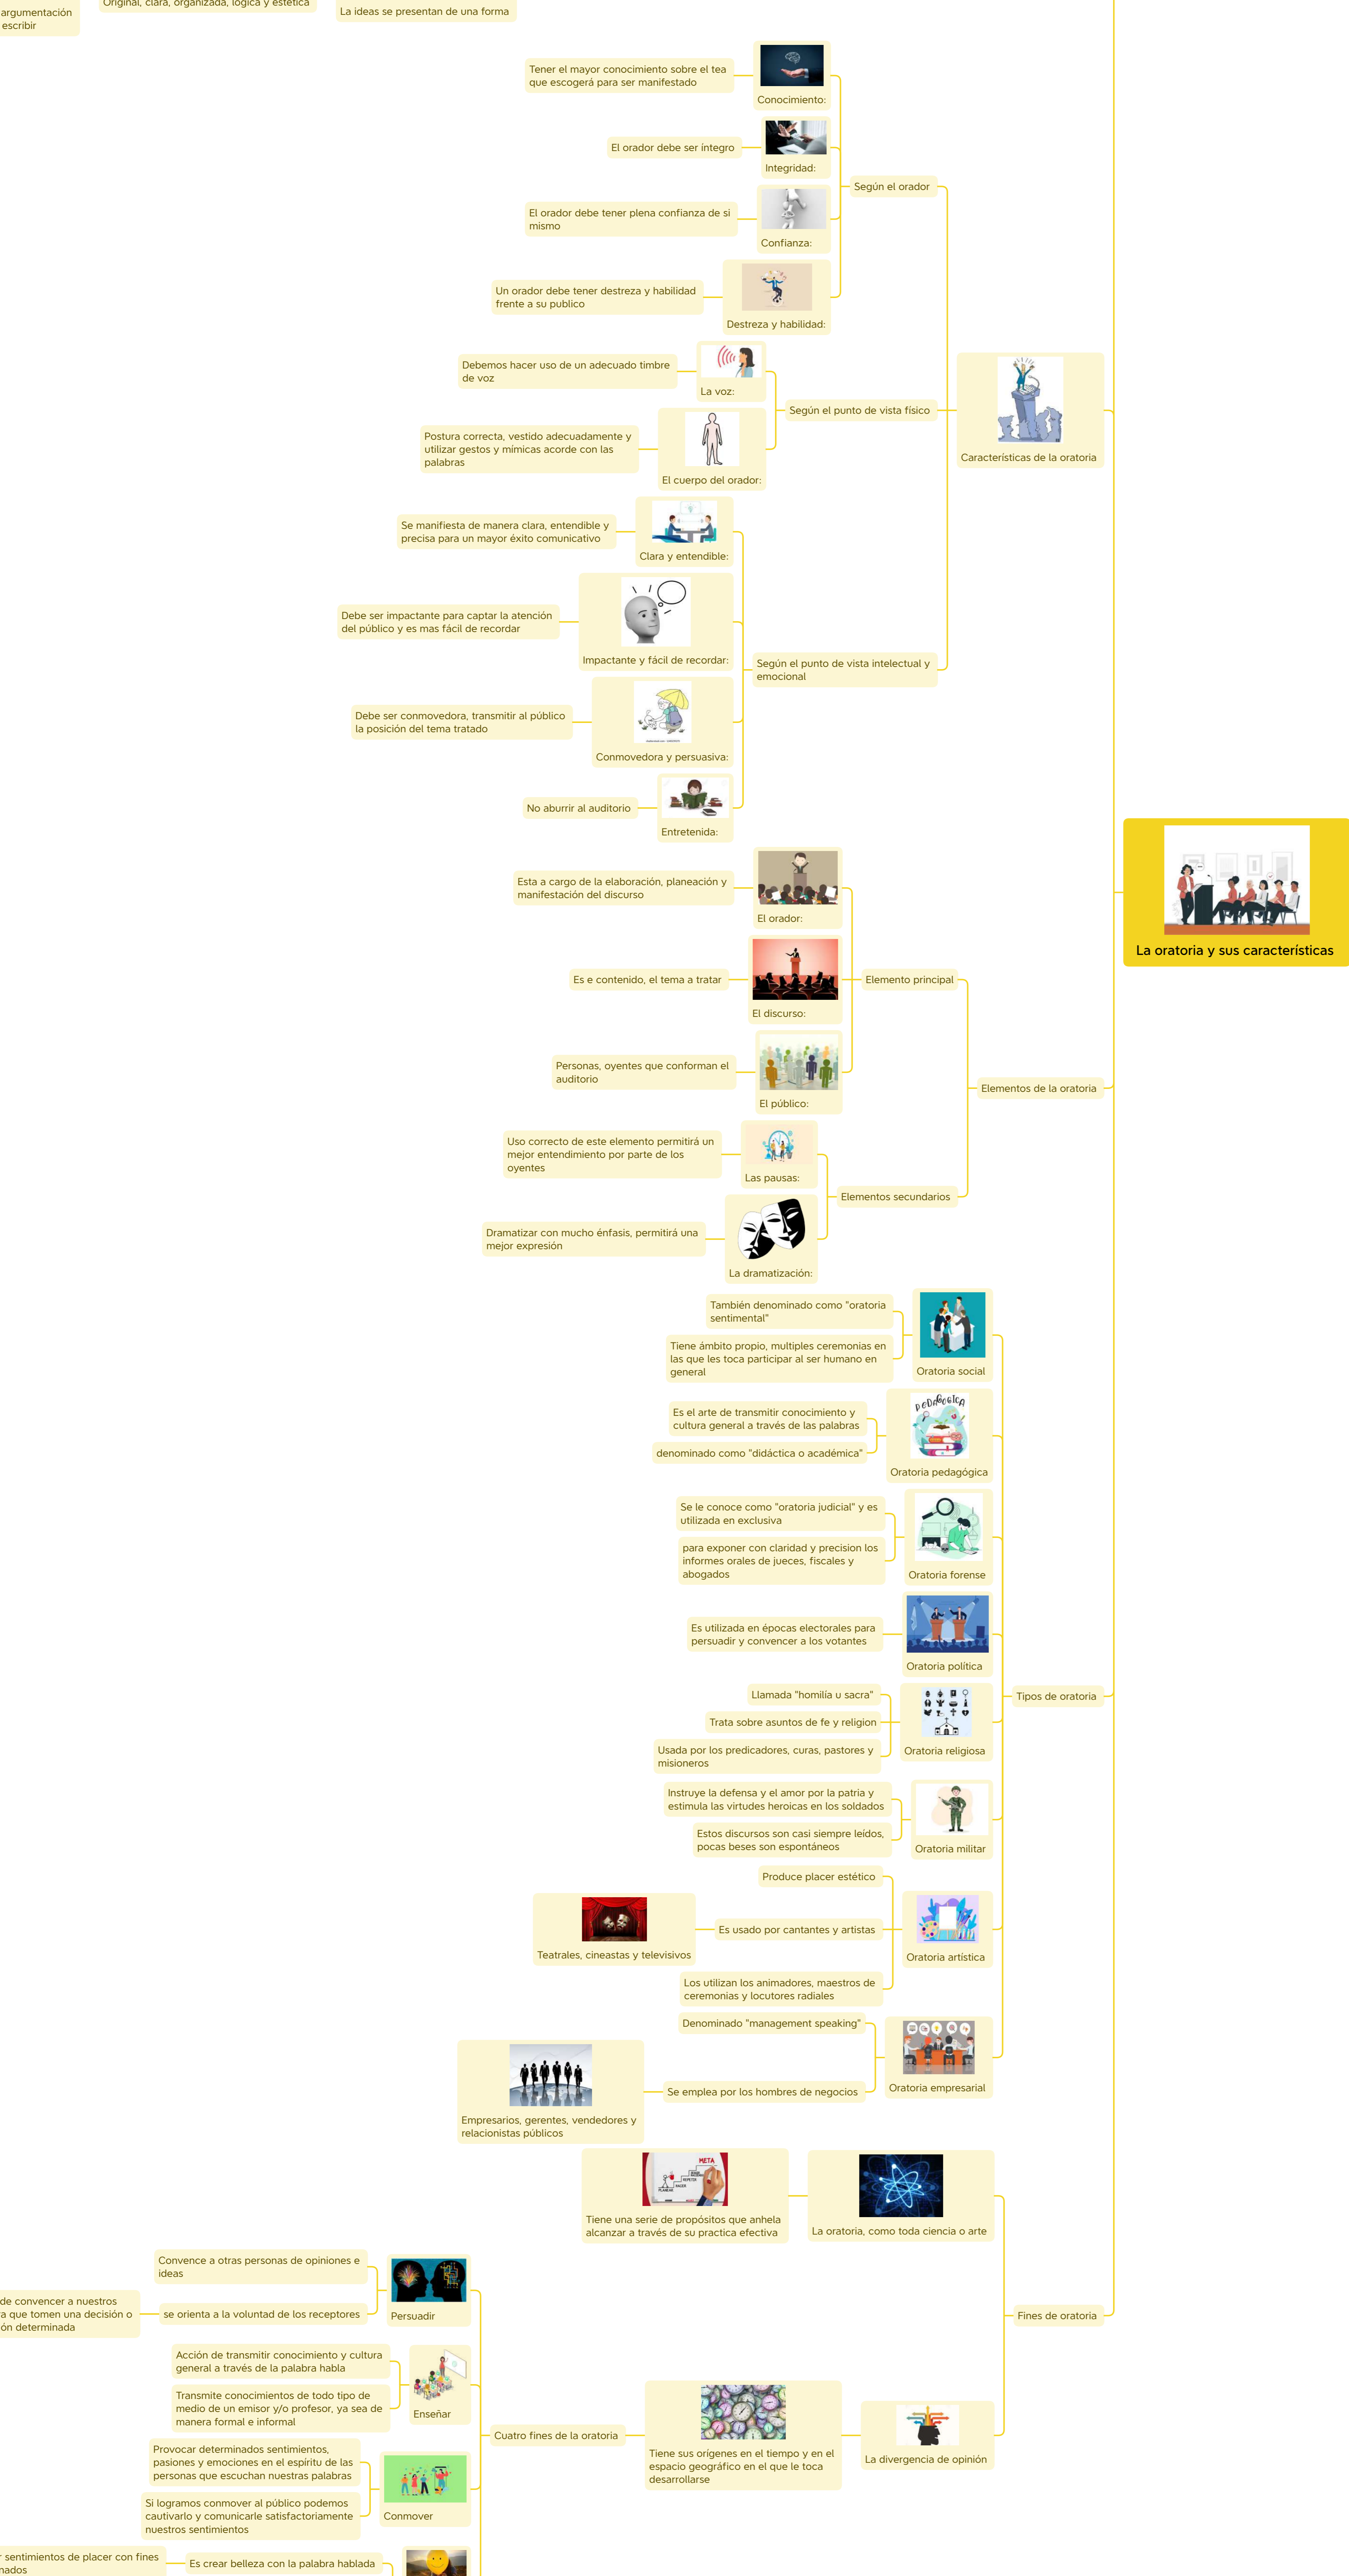 argumentación
escribir
Original, clara, organizada, lógica y estética
La ideas se presentan de una forma
Tener el mayor conocimiento sobre el tea
que escogerá para ser manifestado
Conocimiento:
El orador debe ser íntegro
Integridad:
El orador debe tener plena confianza de si
mismo
Confianza:
Un orador debe tener destreza y habilidad
frente a su publico
Destreza y habilidad:
Según el orador
Debemos hacer uso de un adecuado timbre
de voz
La voz:
Postura correcta, vestido adecuadamente y
utilizar gestos y mímicas acorde con las
palabras
El cuerpo del orador:
Según el punto de vista físico
Se manifiesta de manera clara, entendible y
precisa para un mayor éxito comunicativo
Clara y entendible:
Debe ser impactante para captar la atención
del público y es mas fácil de recordar
Impactante y fácil de recordar:
Debe ser conmovedora, transmitir al público
la posición del tema tratado
Conmovedora y persuasiva:
No aburrir al auditorio
Entretenida:
Según el punto de vista intelectual y
emocional
Características de la oratoria
La oratoria y sus características
Esta a cargo de la elaboración, planeación y
manifestación del discurso
El orador:
Es e contenido, el tema a tratar
El discurso:
Personas, oyentes que conforman el
auditorio
El público:
Elemento principal
Uso correcto de este elemento permitirá un
mejor entendimiento por parte de los
oyentes
Las pausas:
Dramatizar con mucho énfasis, permitirá una
mejor expresión
La dramatización:
Elementos secundarios
Elementos de la oratoria
También denominado como "oratoria
sentimental"
Tiene ámbito propio, multiples ceremonias en
las que les toca participar al ser humano en
general
Oratoria social
Es el arte de transmitir conocimiento y
cultura general a través de las palabras
denominado como "didáctica o académica"
PEDAGOGICA
Oratoria pedagógica
Se le conoce como "oratoria judicial" y es
utilizada en exclusiva
para exponer con claridad y precision los
informes orales de jueces, fiscales y
abogados
Oratoria forense
Es utilizada en épocas electorales para
persuadir y convencer a los votantes
Oratoria política
Llamada "homilía u sacra"
Trata sobre asuntos de fe y religion
Usada por los predicadores, curas, pastores y
misioneros
Oratoria religiosa
Instruye la defensa y el amor por la patria y
estimula las virtudes heroicas en los soldados
Estos discursos son casi siempre leídos,
pocas beses son espontáneos
Oratoria militar
Produce placer estético
Es usado por cantantes y artistas
Teatrales, cineastas y televisivos
Los utilizan los animadores, maestros de
ceremonias y locutores radiales
Oratoria artística
Denominado "management speaking"
Se emplea por los hombres de negocios
Empresarios, gerentes, vendedores y
relacionistas públicos
Oratoria empresarial
Tipos de oratoria
META
REPETIR
HACER
PLANEAR
Tiene una serie de propósitos que anhela
alcanzar a través de su practica efectiva
La oratoria, como toda ciencia o arte
Fines de oratoria
Convence a otras personas de opiniones e
ideas
de convencer a nuestros
a que tomen una decisión o
ón determinada
se orienta a la voluntad de los receptores
Persuadir
Acción de transmitir conocimiento y cultura
general a través de la palabra habla
Transmite conocimientos de todo tipo de
medio de un emisor y/o profesor, ya sea de
manera formal e informal
Enseñar
Provocar determinados sentimientos,
pasiones y emociones en el espíritu de las
personas que escuchan nuestras palabras
Si logramos conmover al público podemos
cautivarlo y comunicarle satisfactoriamente
nuestros sentimientos
Conmover
Cuatro fines de la oratoria
Tiene sus orígenes en el tiempo y en el
espacio geográfico en el que le toca
desarrollarse
La divergencia de opinión
r sentimientos de placer con fines
nados
Es crear belleza con la palabra hablada